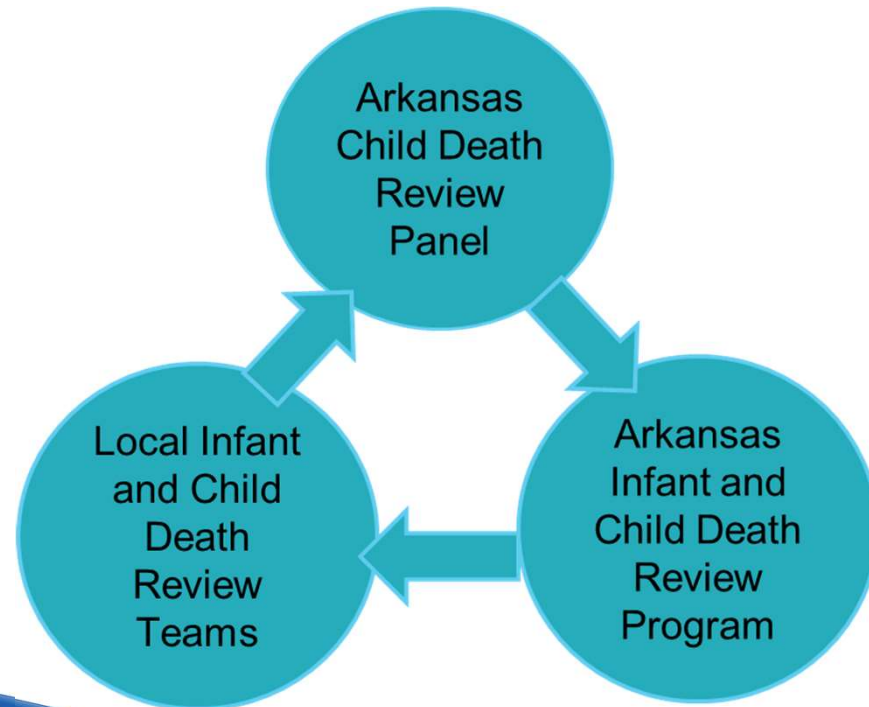 Arkansas
Child Death
Review
Panel
Local Infant
and Child
Death
Review
Teams
Arkansas
Infant and
Child Death
Review
Program